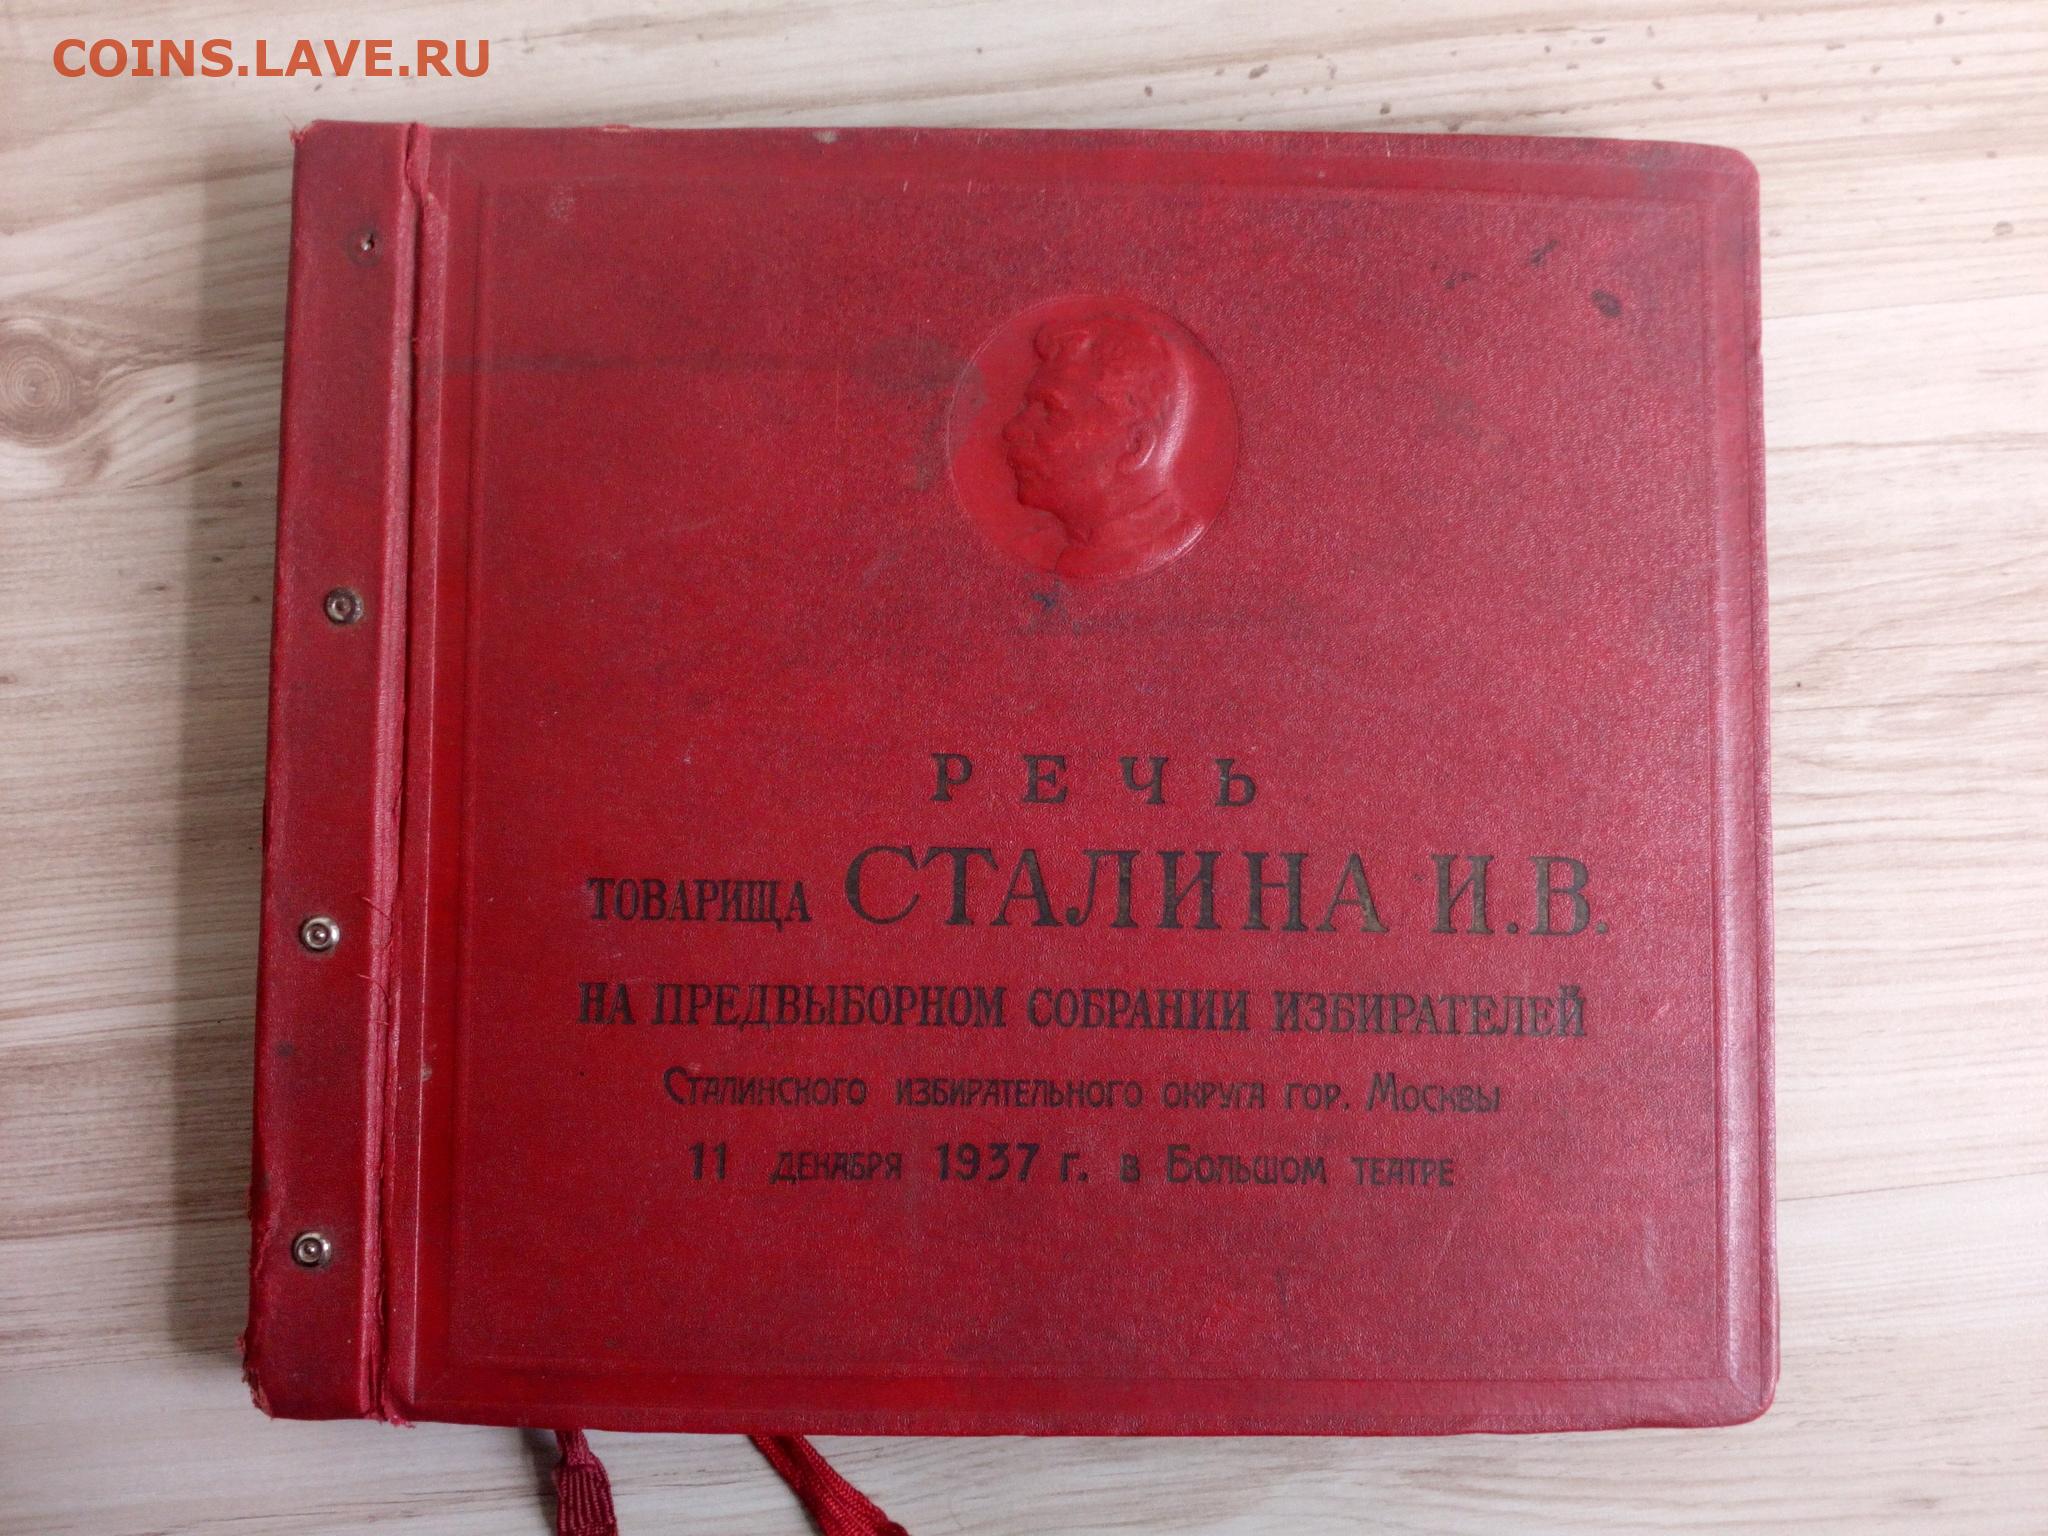 COINS.LAVE.RU
РЕЧЬ
ТОВАРИЩА СТАЛИНА И.В.
НА ПРЕДВЫБОРНОМ СОБРАНИИ ИЗБИРАТЕЛЕЙ
Сталинского избирательного округа гор. Москвы
11 декабря 1937 г. в Большом театре